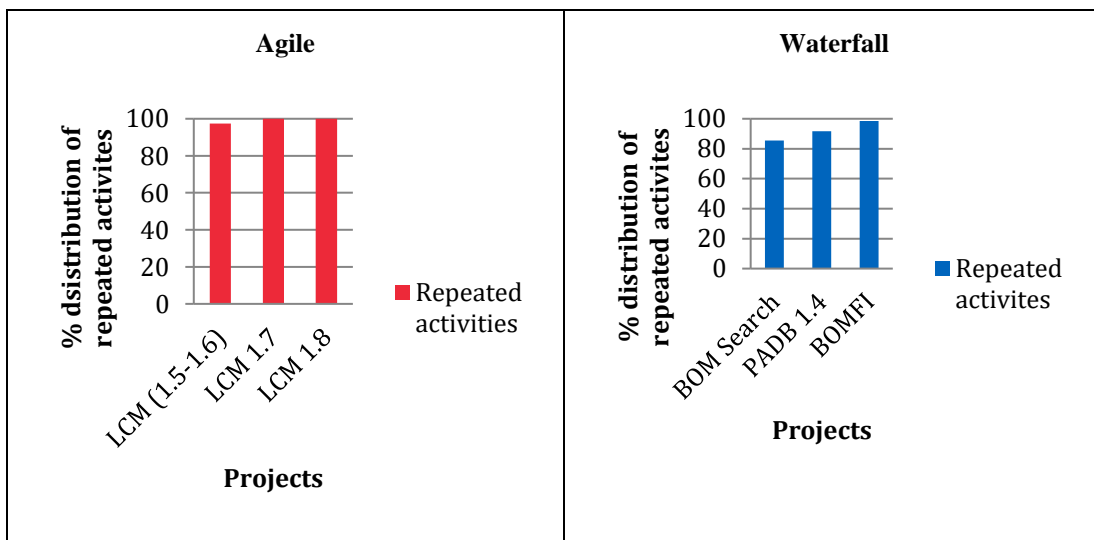 Agile
% dsistribution of
repeated activites
100
80
60
40
20
0
LCM (1.5-1.6)
LCM 1.7
LCM 1.8
Projects
Repeated
activities
Waterfall
% distribution of
repeated activites
100
80
60
40
20
0
BOM Search
PADB 1.4
BOMFI
Projects
Repeated
activites